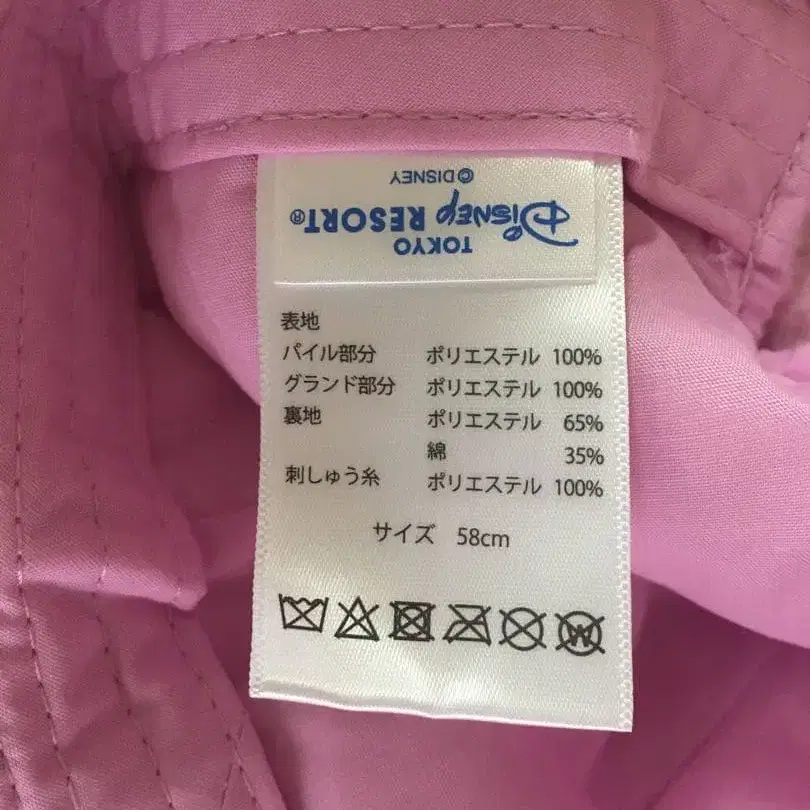 TOKYO
Disney RESORT®
©DISNEY
表地
パイル部分 ポリエステル 100%
グランド部分 ポリエステル 100%
裏地 ポリエステル 65%
綿 35%
刺しゅう糸 ポリエステル 100%
サイズ 58cm
W